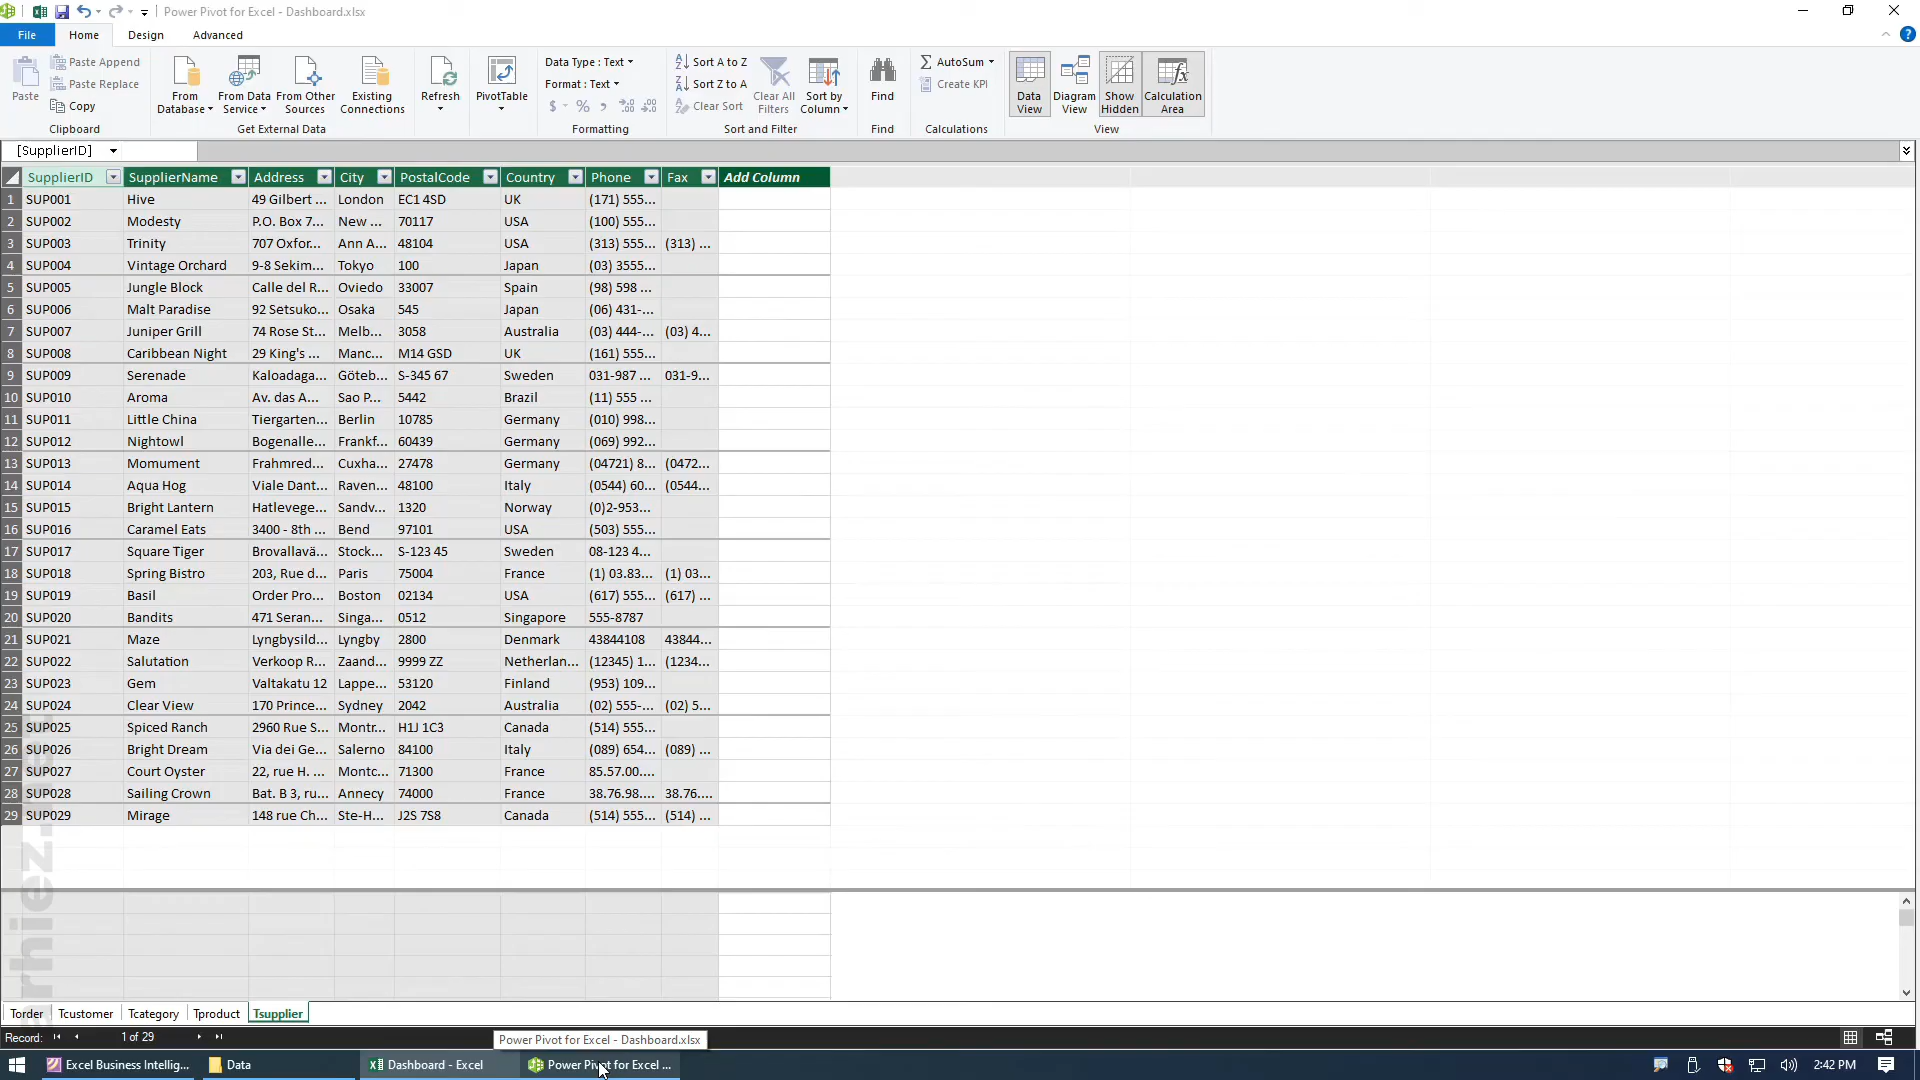 Power Pivot for Excel - Dashboard.xlsx
File Home Design Advanced
Paste Paste Append Paste Replace Copy
Clipboard
From Database From Data Service From Other Sources Existing Connections
Get External Data
Refresh
PivotTable
Data Type : Text
Format : Text
$ % ,
Formatting
Sort A to Z
Sort Z to A
Clear Sort
Clear All Filters
Sort by Column
Sort and Filter
Find
Find
AutoSum
Create KPI
Calculations
Data View Diagram View Show Hidden Calculation Area
View
[SupplierID]
SupplierID SupplierName Address City PostalCode Country Phone Fax Add Column
1 SUP001 Hive 49 Gilbert ... London EC1 4SD UK (171) 555...
2 SUP002 Modesty P.O. Box 7... New ... 70117 USA (100) 555...
3 SUP003 Trinity 707 Oxfor... Ann A... 48104 USA (313) 555... (313) ...
4 SUP004 Vintage Orchard 9-8 Sekim... Tokyo 100 Japan (03) 3555...
5 SUP005 Jungle Block Calle del R... Oviedo 33007 Spain (98) 598 ...
6 SUP006 Malt Paradise 92 Setsuko... Osaka 545 Japan (06) 431-...
7 SUP007 Juniper Grill 74 Rose St... Melb... 3058 Australia (03) 444-... (03) 4...
8 SUP008 Caribbean Night 29 King's ... Manc... M14 GSD UK (161) 555...
9 SUP009 Serenade Kaloadaga... Göteb... S-345 67 Sweden 031-987 ... 031-9...
10 SUP010 Aroma Av. das A... Sao P... 5442 Brazil (11) 555 ...
11 SUP011 Little China Tiergarten... Berlin 10785 Germany (010) 998...
12 SUP012 Nightowl Bogenalle... Frankf... 60439 Germany (069) 992...
13 SUP013 Momument Frahmred... Cuxha... 27478 Germany (04721) 8... (0472...
14 SUP014 Aqua Hog Viale Dant... Raven... 48100 Italy (0544) 60... (0544...
15 SUP015 Bright Lantern Hatlevege... Sandv... 1320 Norway (0)2-953...
16 SUP016 Caramel Eats 3400 - 8th ... Bend 97101 USA (503) 555...
17 SUP017 Square Tiger Brovallavä... Stock... S-123 45 Sweden 08-123 4...
18 SUP018 Spring Bistro 203, Rue d... Paris 75004 France (1) 03.83... (1) 03...
19 SUP019 Basil Order Pro... Boston 02134 USA (617) 555... (617) ...
20 SUP020 Bandits 471 Seran... Singa... 0512 Singapore 555-8787
21 SUP021 Maze Lyngbysild... Lyngby 2800 Denmark 43844108 43844...
22 SUP022 Salutation Verkoop R... Zaand... 9999 ZZ Netherlan... (12345) 1... (1234...
23 SUP023 Gem Valtakatu 12 Lappe... 53120 Finland (953) 109...
24 SUP024 Clear View 170 Prince... Sydney 2042 Australia (02) 555-... (02) 5...
25 SUP025 Spiced Ranch 2960 Rue S... Montr... H1J 1C3 Canada (514) 555...
26 SUP026 Bright Dream Via dei Ge... Salerno 84100 Italy (089) 654... (089) ...
27 SUP027 Court Oyster 22, rue H. ... Montc... 71300 France 85.57.00....
28 SUP028 Sailing Crown Bat. B 3, ru... Annecy 74000 France 38.76.98.... 38.76....
29 SUP029 Mirage 148 rue Ch... Ste-H... J2S 7S8 Canada (514) 555... (514) ...
Torder Tcustomer Tcategory Tproduct Tsupplier
Record: 1 of 29
Power Pivot for Excel - Dashboard.xlsx
Excel Business Intellig... Data Dashboard - Excel Power Pivot for Excel ... 2:42 PM